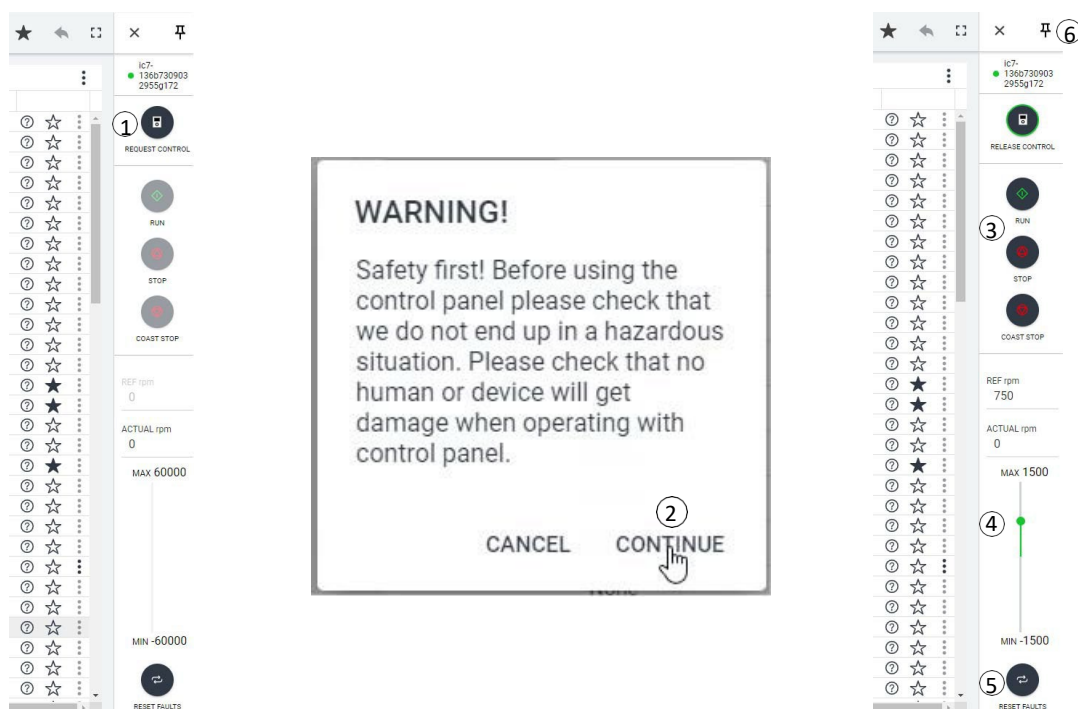 ic7-
136b730903
2955g172
1
REQUEST CONTROL
RUN
STOP
COAST STOP
REF rpm
0
ACTUAL rpm
0
MAX 60000
MIN -60000
RESET FAULTS
WARNING!
Safety first! Before using the
control panel please check that
we do not end up in a hazardous
situation. Please check that no
human or device will get
damage when operating with
control panel.
2
CANCEL CONTINUE
6
ic7-
136b730903
2955g172
RELEASE CONTROL
RUN
3
STOP
COAST STOP
REF rpm
750
ACTUAL rpm
0
MAX 1500
4
MIN -1500
5
RESET FAULTS